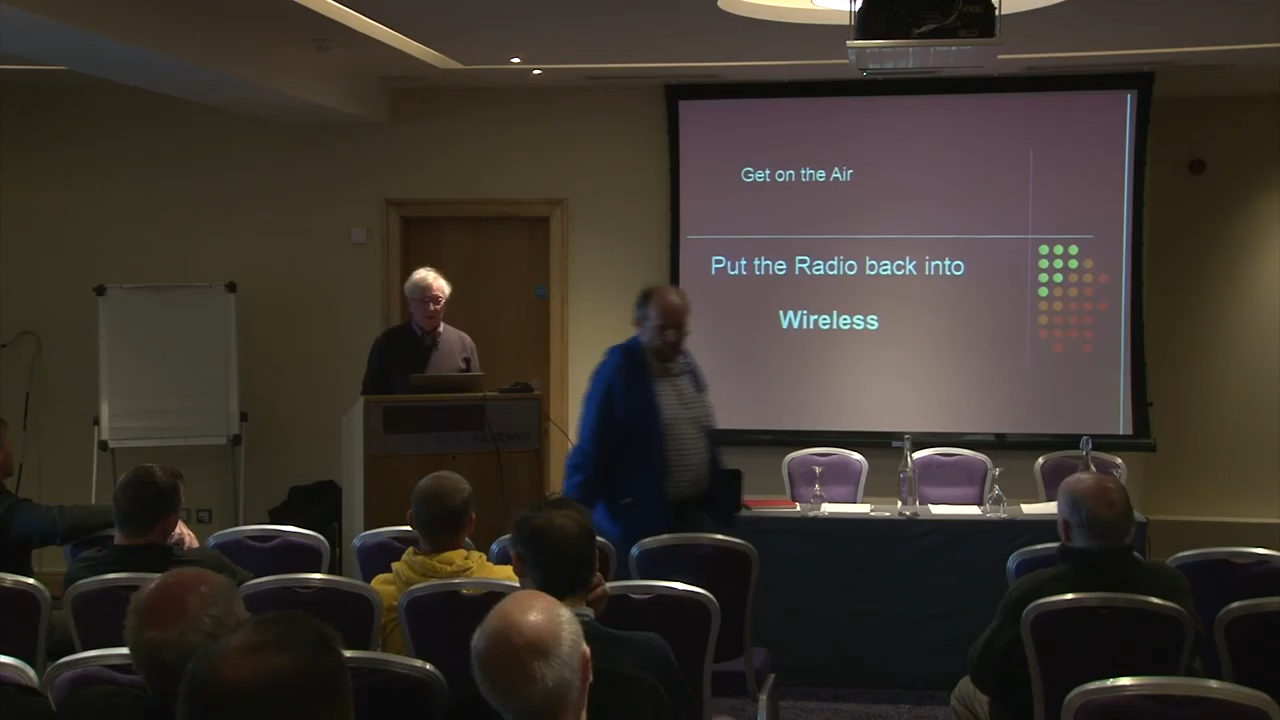 Get on the Air
Put the Radio back into
Wireless